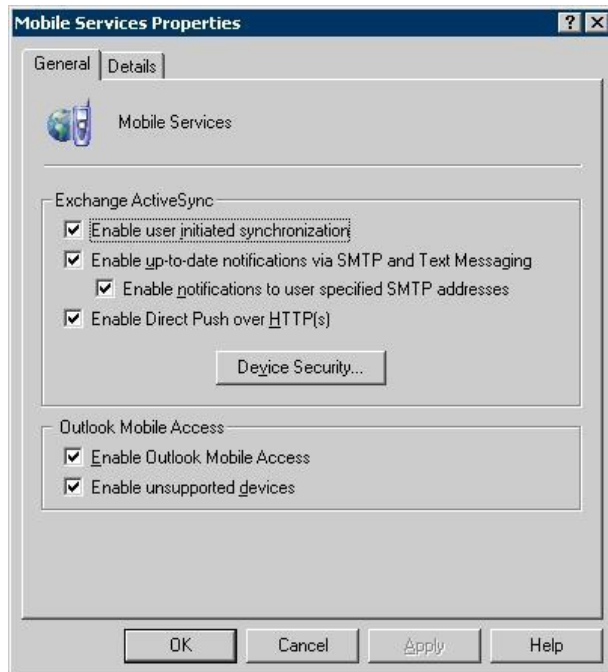 Mobile Services Properties
General
Details
Mobile Services
Exchange ActiveSync
Enable user initiated synchronization
Enable up-to-date notifications via SMTP and Text Messaging
Enable notifications to user specified SMTP addresses
Enable Direct Push over HTTP(s)
Device Security...
Outlook Mobile Access
Enable Outlook Mobile Access
Enable unsupported devices
OK
Cancel
Apply
Help